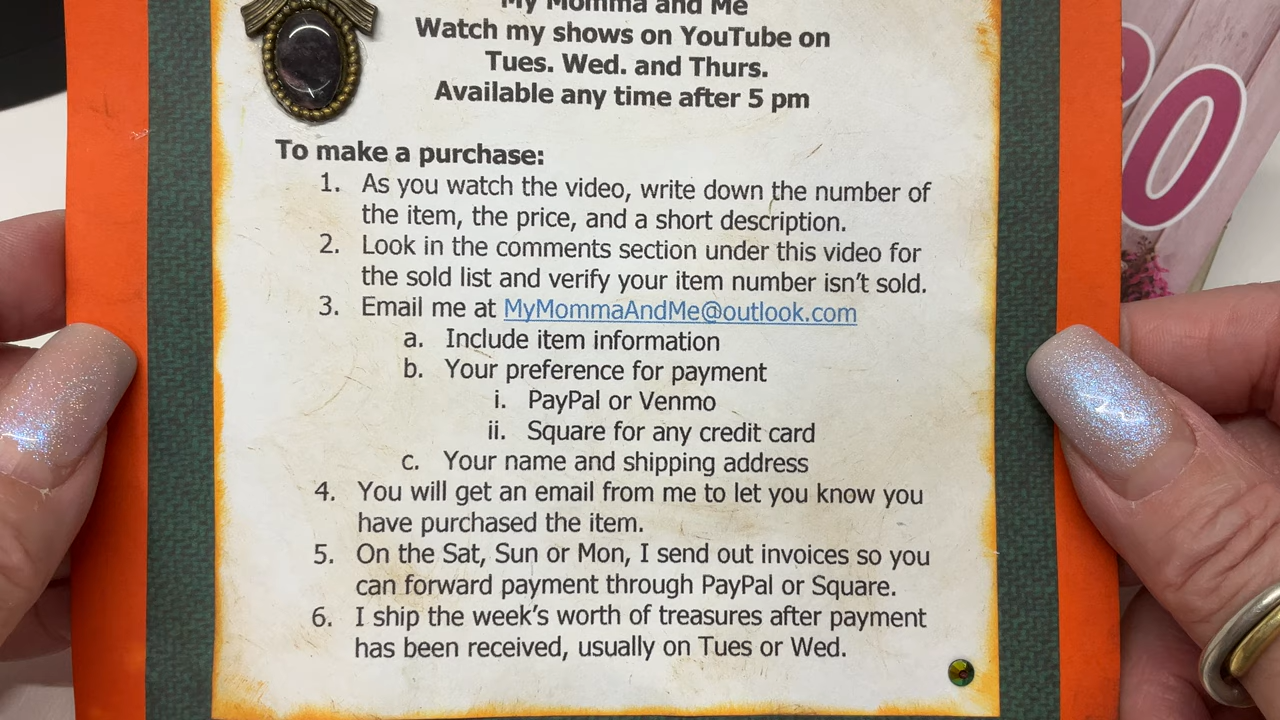 My Momma and Me
Watch my shows on YouTube on
Tues. Wed. and Thurs.
Available any time after 5 pm
To make a purchase:
1. As you watch the video, write down the number of
the item, the price, and a short description.
2. Look in the comments section under this video for
the sold list and verify your item number isn't sold.
3. Email me at MyMommaAndMe@outlook.com
a. Include item information
b. Your preference for payment
i. PayPal or Venmo
ii. Square for any credit card
c. Your name and shipping address
4. You will get an email from me to let you know you
have purchased the item.
5. On the Sat, Sun or Mon, I send out invoices so you
can forward payment through PayPal or Square.
6. I ship the week's worth of treasures after payment
has been received, usually on Tues or Wed.